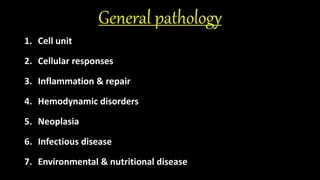 General pathology
1. Cell unit
2. Cellular responses
3. Inflammation & repair
4. Hemodynamic disorders
5. Neoplasia
6. Infectious disease
7. Environmental & nutritional disease